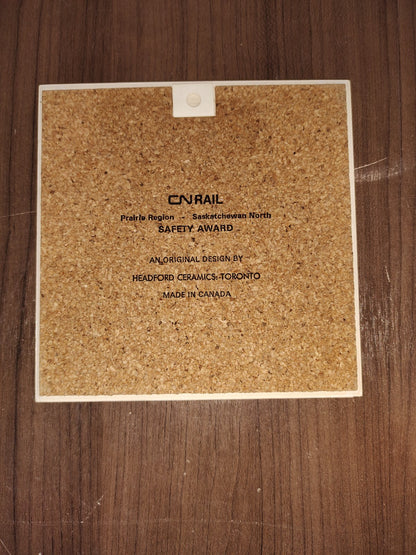 CN RAIL
Prairie Region - Saskatchewan North
SAFETY AWARD
AN ORIGINAL DESIGN BY
HEADFORD CERAMICS-TORONTO
MADE IN CANADA